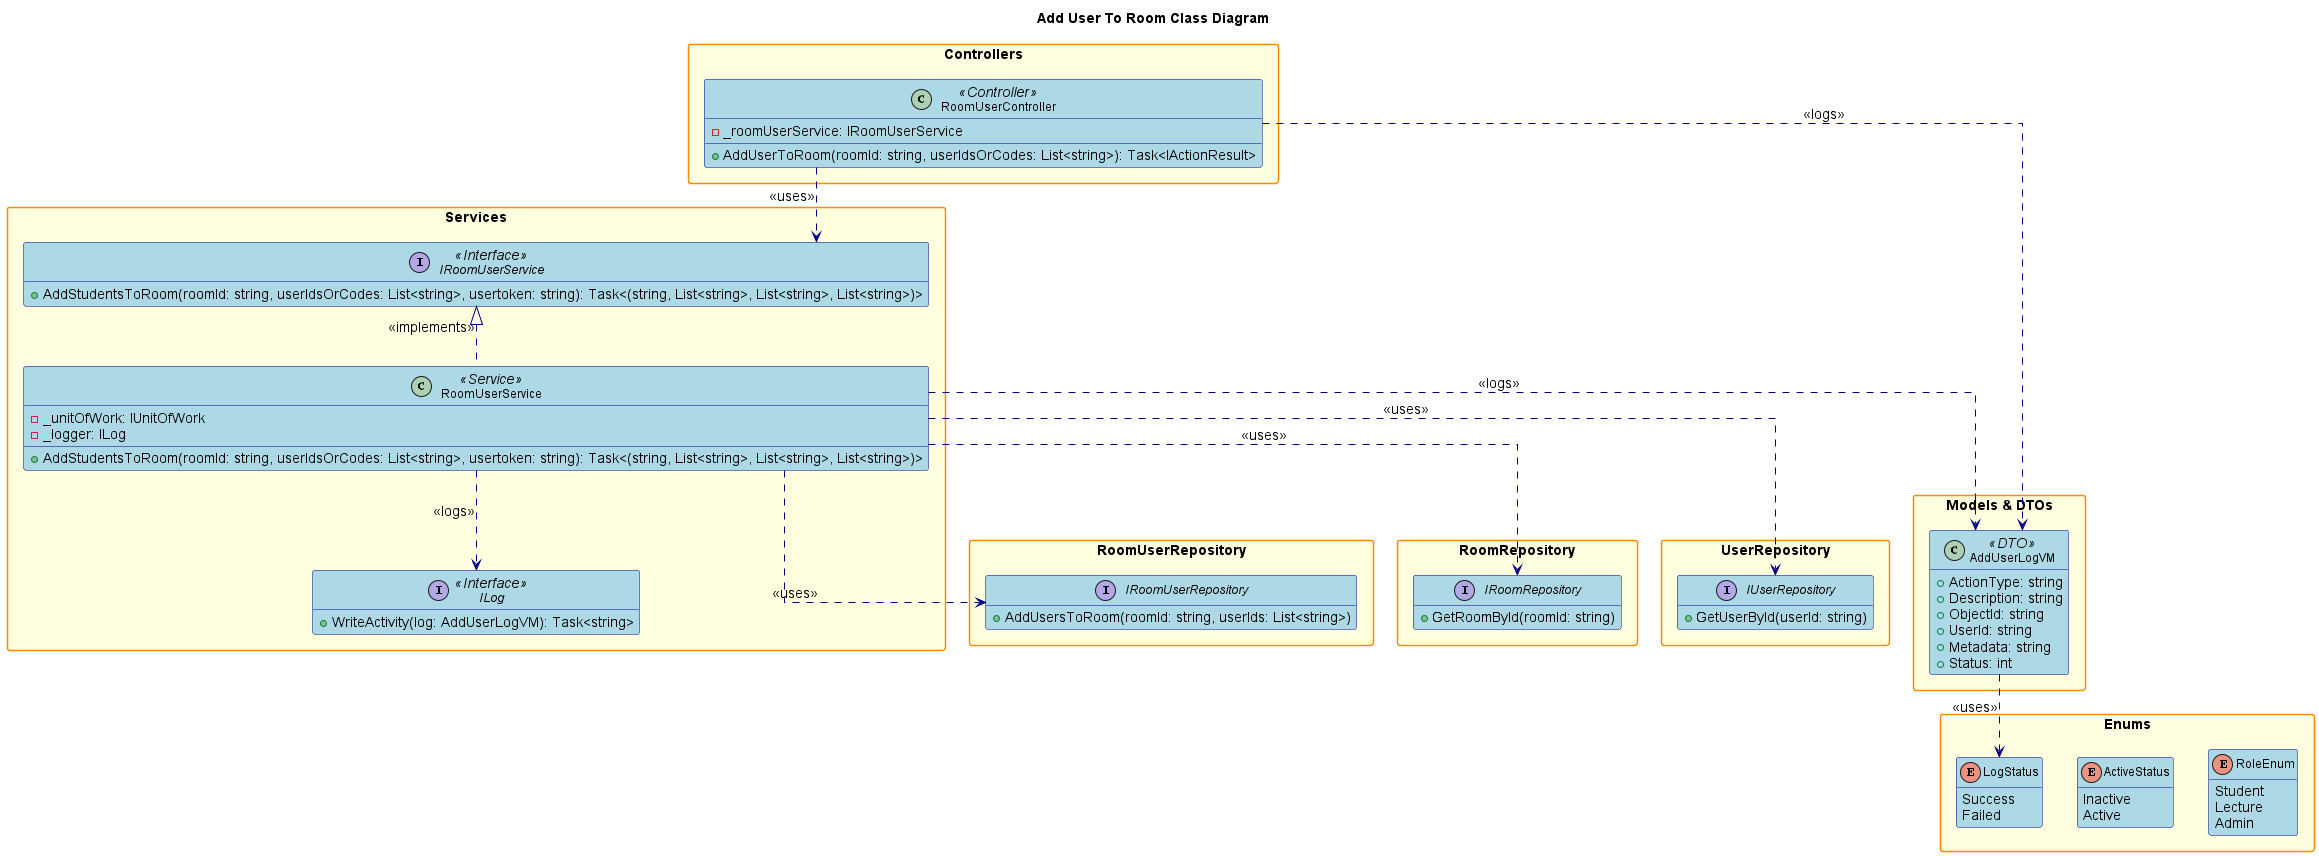 Add User To Room Class Diagram
Controllers
C
«Controller»
RoomUserController
_roomUserService: IRoomUserService
AddUserToRoom(roomId: string, userIdsOrCodes: List<string>): Task<IActionResult>
«logs»
«uses»
Services
I
«Interface»
IRoomUserService
AddStudentsToRoom(roomId: string, userIdsOrCodes: List<string>, usertoken: string): Task<(string, List<string>, List<string>, List<string>)>
«implements»
C
«Service»
RoomUserService
_unitOfWork: IUnitOfWork
_logger: ILog
AddStudentsToRoom(roomId: string, userIdsOrCodes: List<string>, usertoken: string): Task<(string, List<string>, List<string>, List<string>)>
«logs»
«uses»
«uses»
«logs»
«uses»
I
«Interface»
ILog
WriteActivity(log: AddUserLogVM): Task<string>
RoomUserRepository
I
IRoomUserRepository
AddUsersToRoom(roomId: string, userIds: List<string>)
RoomRepository
I
IRoomRepository
GetRoomById(roomId: string)
UserRepository
I
IUserRepository
GetUserById(userId: string)
Models & DTOs
C
«DTO»
AddUserLogVM
ActionType: string
Description: string
ObjectId: string
UserId: string
Metadata: string
Status: int
«uses»
Enums
E
LogStatus
Success
Failed
E
ActiveStatus
Inactive
Active
E
RoleEnum
Student
Lecture
Admin